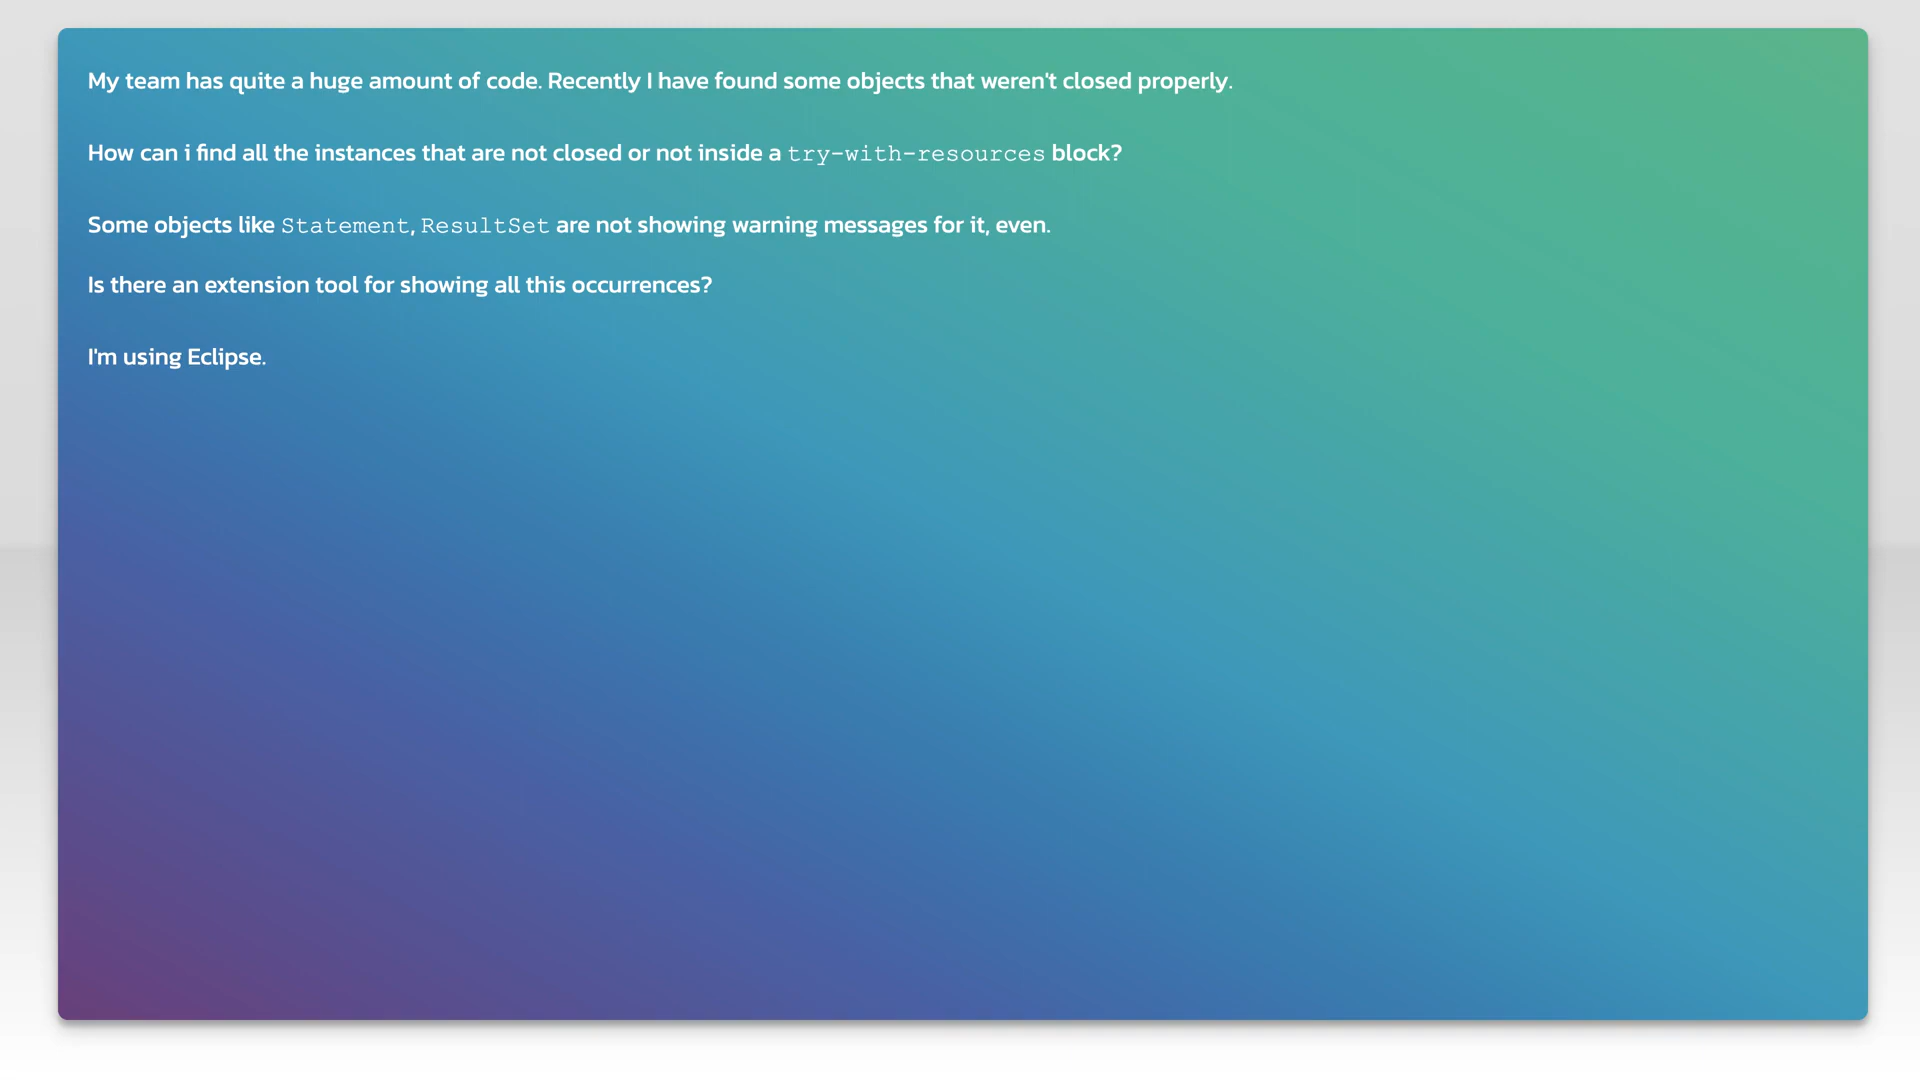 My team has quite a huge amount of code. Recently I have found some objects that weren't closed properly.
How can i find all the instances that are not closed or not inside a try-with-resources block?
Some objects like Statement, ResultSet are not showing warning messages for it, even.
Is there an extension tool for showing all this occurrences?
I'm using Eclipse.